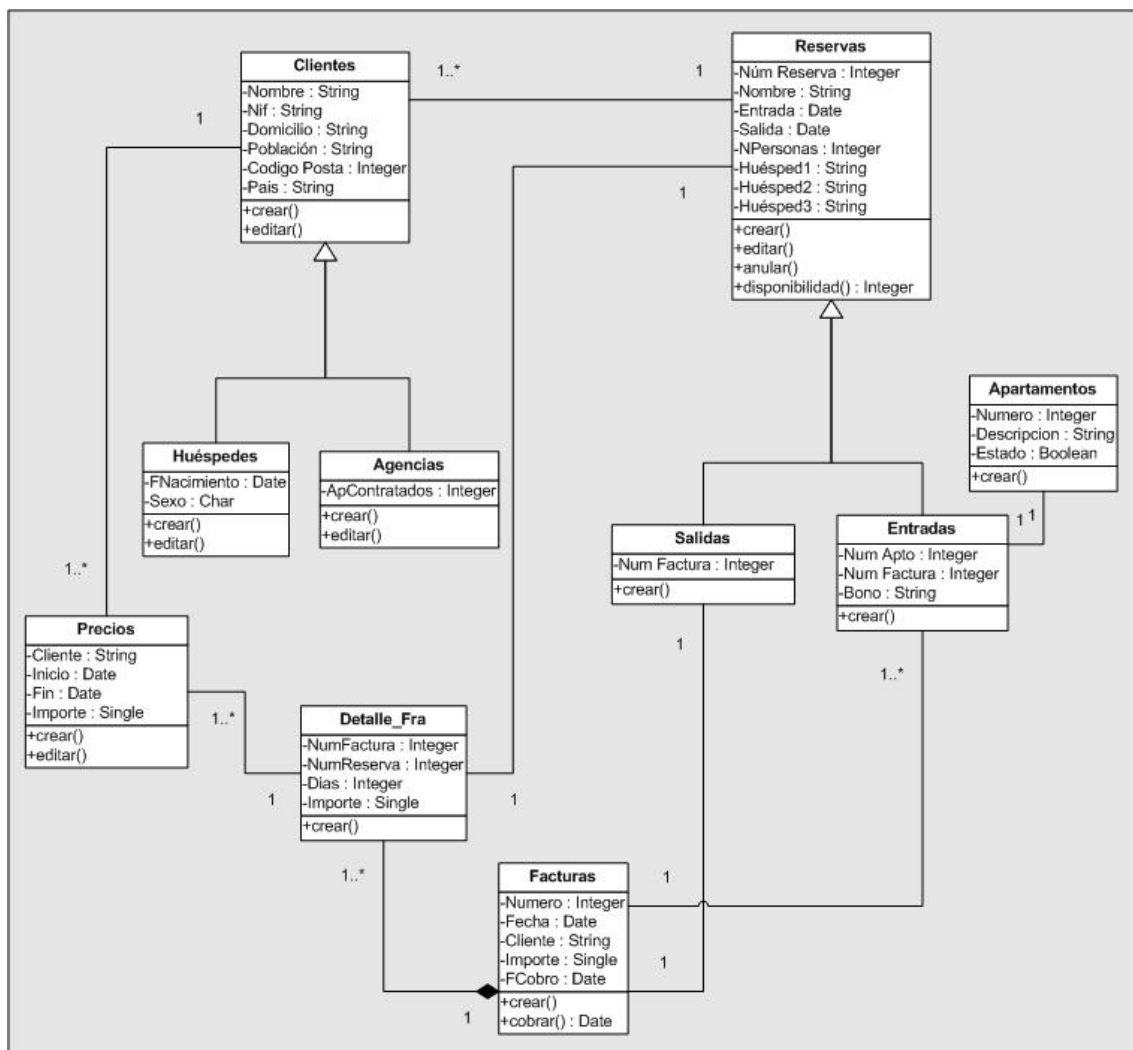 Clientes
-Nombre : String
-Nif : String
-Domicilio : String
-Población : String
-Codigo Posta : Integer
-Pais : String
+crear()
+editar()
1..*
1
1
Reservas
-Núm Reserva : Integer
-Nombre : String
-Entrada : Date
-Salida : Date
-NPersonas : Integer
-Huésped1 : String
-Huésped2 : String
-Huésped3 : String
+crear()
+editar()
+anular()
+disponibilidad() : Integer
1
Huéspedes
-FNacimiento : Date
-Sexo : Char
+crear()
+editar()
Agencias
-ApContratados : Integer
+crear()
+editar()
Apartamentos
-Numero : Integer
-Descripcion : String
-Estado : Boolean
+crear()
1
1
Salidas
-Num Factura : Integer
+crear()
1
Entradas
-Num Apto : Integer
-Num Factura : Integer
-Bono : String
+crear()
1..*
1..*
Precios
-Cliente : String
-Inicio : Date
-Fin : Date
-Importe : Single
+crear()
+editar()
1..*
1
Detalle_Fra
-NumFactura : Integer
-NumReserva : Integer
-Dias : Integer
-Importe : Single
+crear()
1
1..*
Facturas
-Numero : Integer
-Fecha : Date
-Cliente : String
-Importe : Single
-FCobro : Date
+crear()
+cobrar() : Date
1
1
1